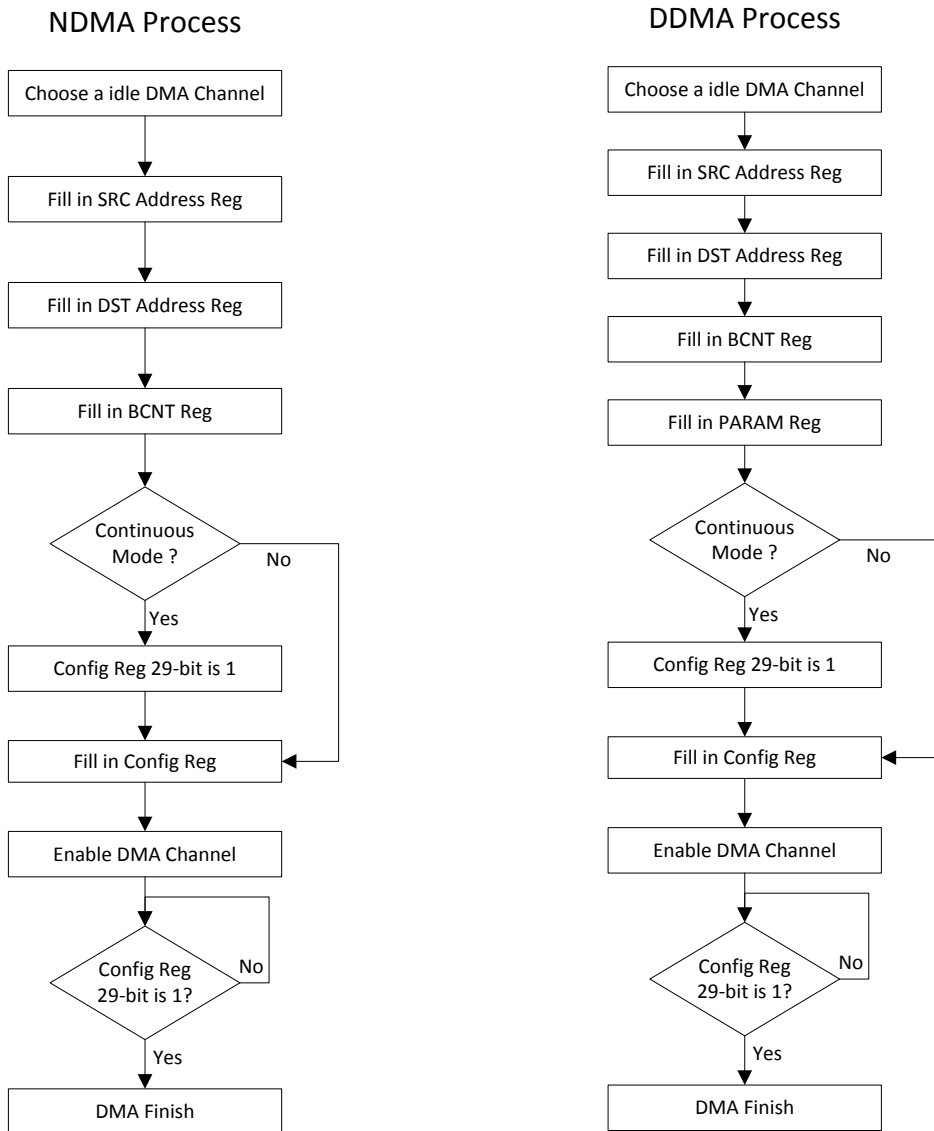 NDMA Process
Choose a idle DMA Channel
Fill in SRC Address Reg
Fill in DST Address Reg
Fill in BCNT Reg
Continuous
Mode ?
No
Yes
Config Reg 29-bit is 1
Fill in Config Reg
Enable DMA Channel
Config Reg
29-bit is 1?
No
Yes
DMA Finish
DDMA Process
Choose a idle DMA Channel
Fill in SRC Address Reg
Fill in DST Address Reg
Fill in BCNT Reg
Fill in PARAM Reg
Continuous
Mode ?
No
Yes
Config Reg 29-bit is 1
Fill in Config Reg
Enable DMA Channel
Config Reg
29-bit is 1?
No
Yes
DMA Finish